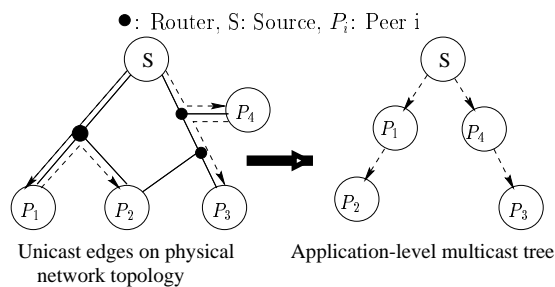 ●: Router, S: Source, P_i: Peer i
S
S
P_4
P_1
P_4
P_1
P_2
P_3
P_2
P_3
Unicast edges on physical
network topology
Application-level multicast tree